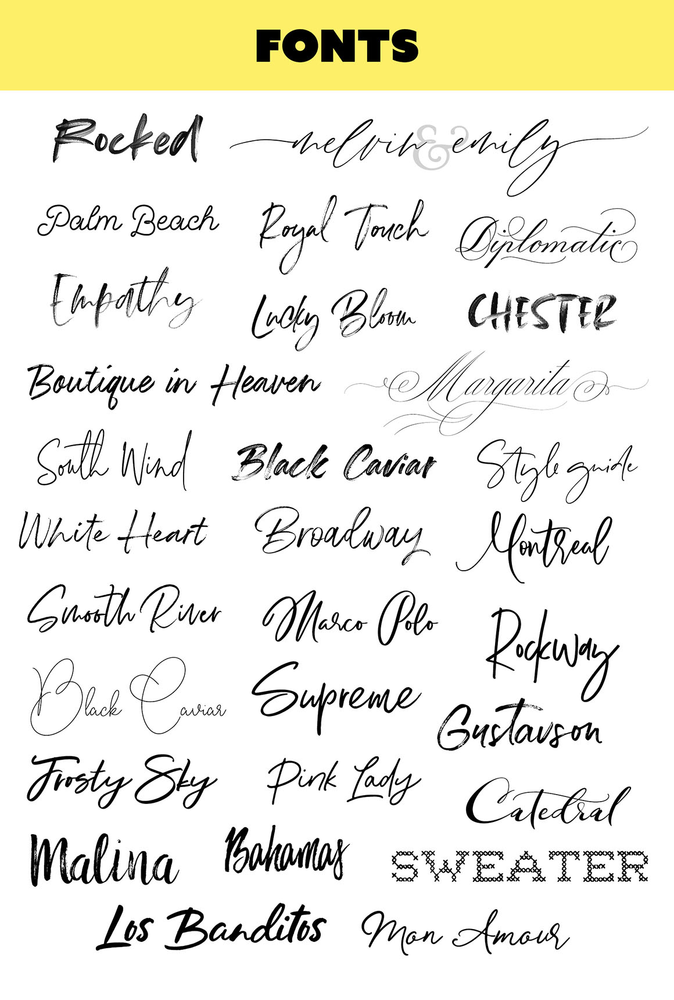 FONTS
Rocked
melvin & emily
Palm Beach
Royal Touch
Diplomatic
Empathy
Lucky Bloom
CHESTER
Boutique in Heaven
Margarita
South Wind
Black Caviar
Style guide
White Heart
Broadway
Montreal
Smooth River
Marco Polo
Rockway
Black Caviar
Supreme
Gustavson
Frosty Sky
Pink Lady
Catedral
Malina
Bahamas
SWEATER
Los Banditos
Mon Amour